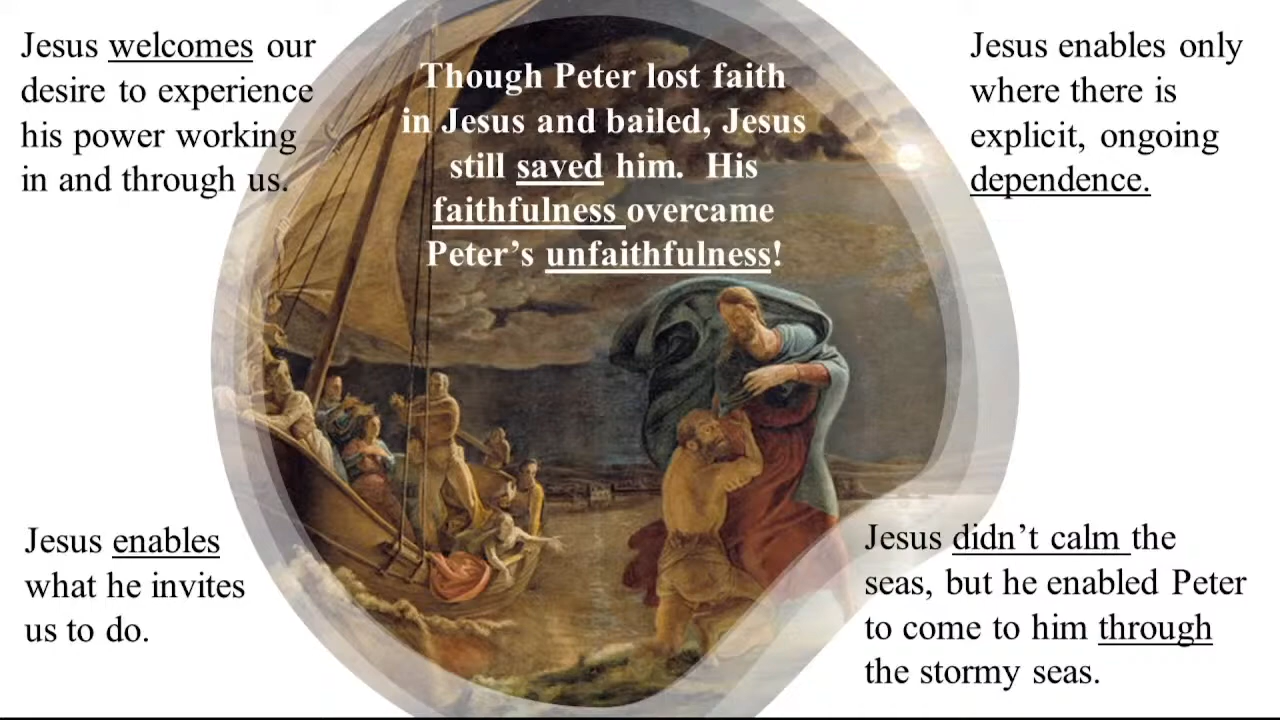 Jesus welcomes our
desire to experience
his power working
in and through us.
Though Peter lost faith
in Jesus and bailed, Jesus
still saved him.  His
faithfulness overcame
Peter’s unfaithfulness!
Jesus enables only
where there is
explicit, ongoing
dependence.
Jesus enables
what he invites
us to do.
Jesus didn’t calm the
seas, but he enabled Peter
to come to him through
the stormy seas.